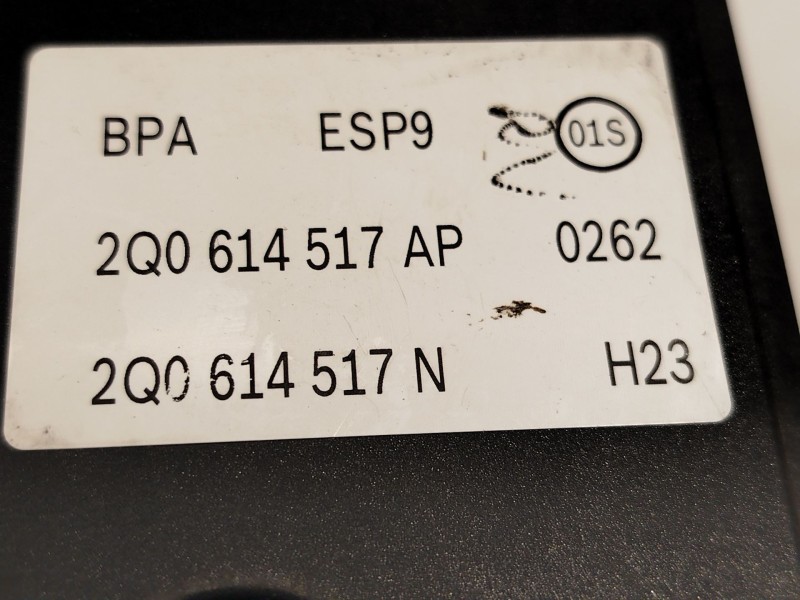 BPA ESP9 01S
2Q0 614 517 AP 0262
2Q0 614 517 N H23